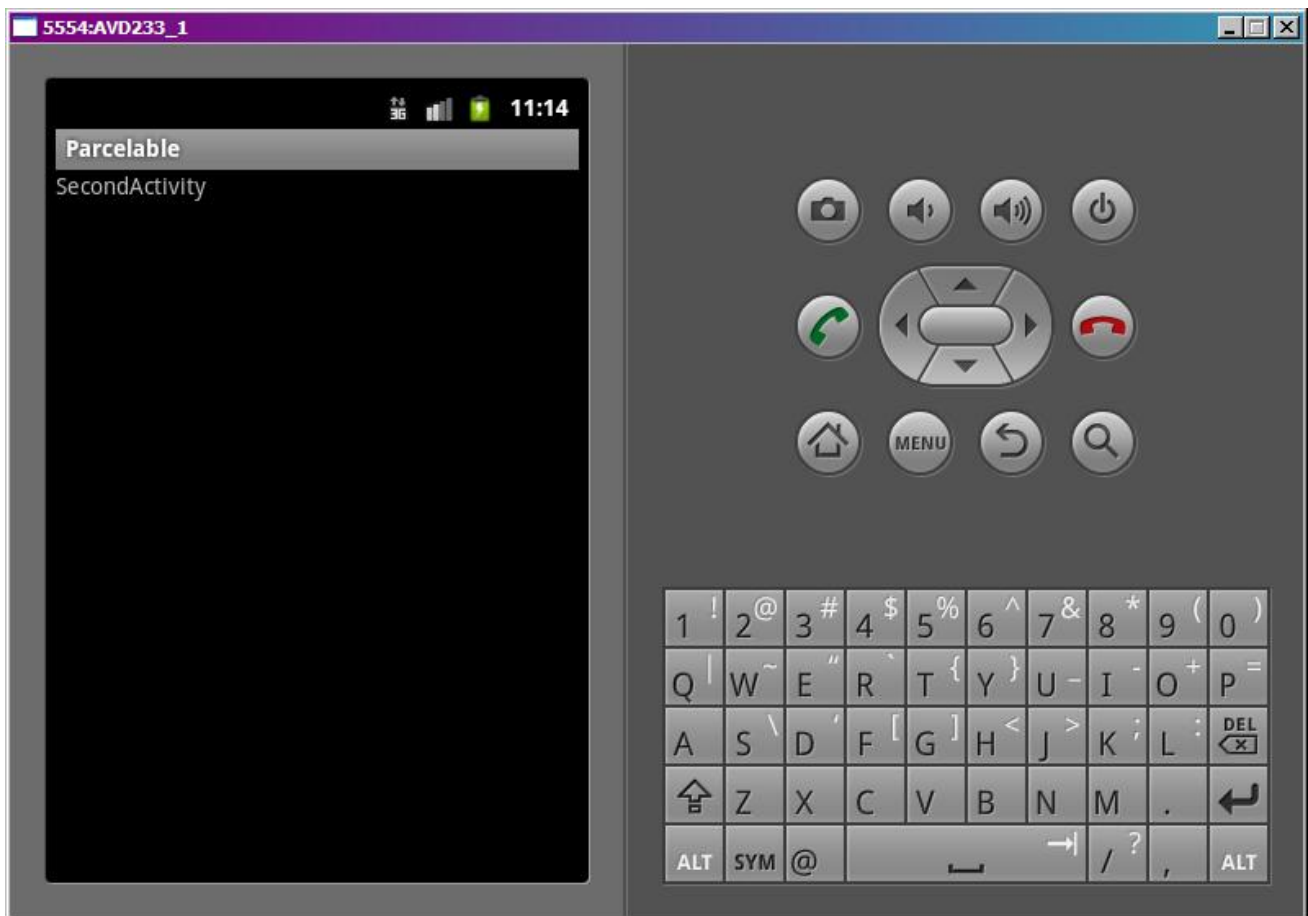 5554:AVD233_1
3G 11:14
Parcelable
SecondActivity
MENU
1 ! 2 @ 3 # 4 $ 5 % 6 ^ 7 & 8 * 9 ( 0 )
Q | W ~ E " R ` T { Y } U _ I - O + P =
A S \ D ' F [ G ] H < J > K ; L : DEL
Z X C V B N M .
ALT SYM @ / ? , ALT